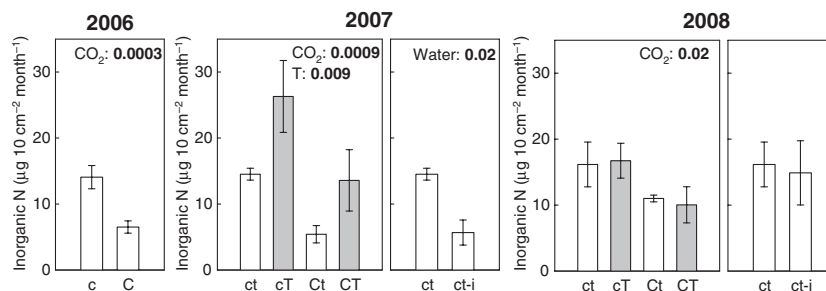 2006
2007
2008
Inorganic N (µg 10 cm⁻² month⁻¹)
30
20
10
0
CO₂: 0.0003
c C
Inorganic N (µg 10 cm⁻² month⁻¹)
30
20
10
0
CO₂: 0.0009
T: 0.009
ct cT Ct CT
Water: 0.02
ct ct-i
Inorganic N (µg 10 cm⁻² month⁻¹)
30
20
10
0
CO₂: 0.02
ct cT Ct CT
ct ct-i